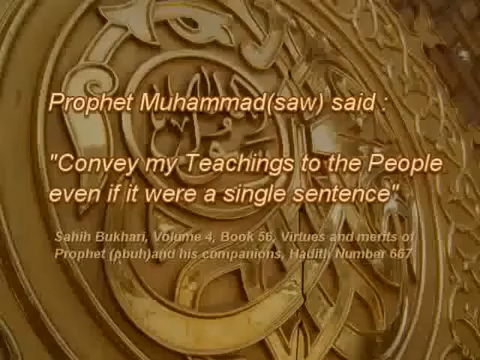 Prophet Muhammad(saw) said :
"Convey my Teachings to the People
even if it were a single sentence"
Sahih Bukhari, Volume 4, Book 56, Virtues and merits of
Prophet (pbuh)and his companions, Hadith Number 667